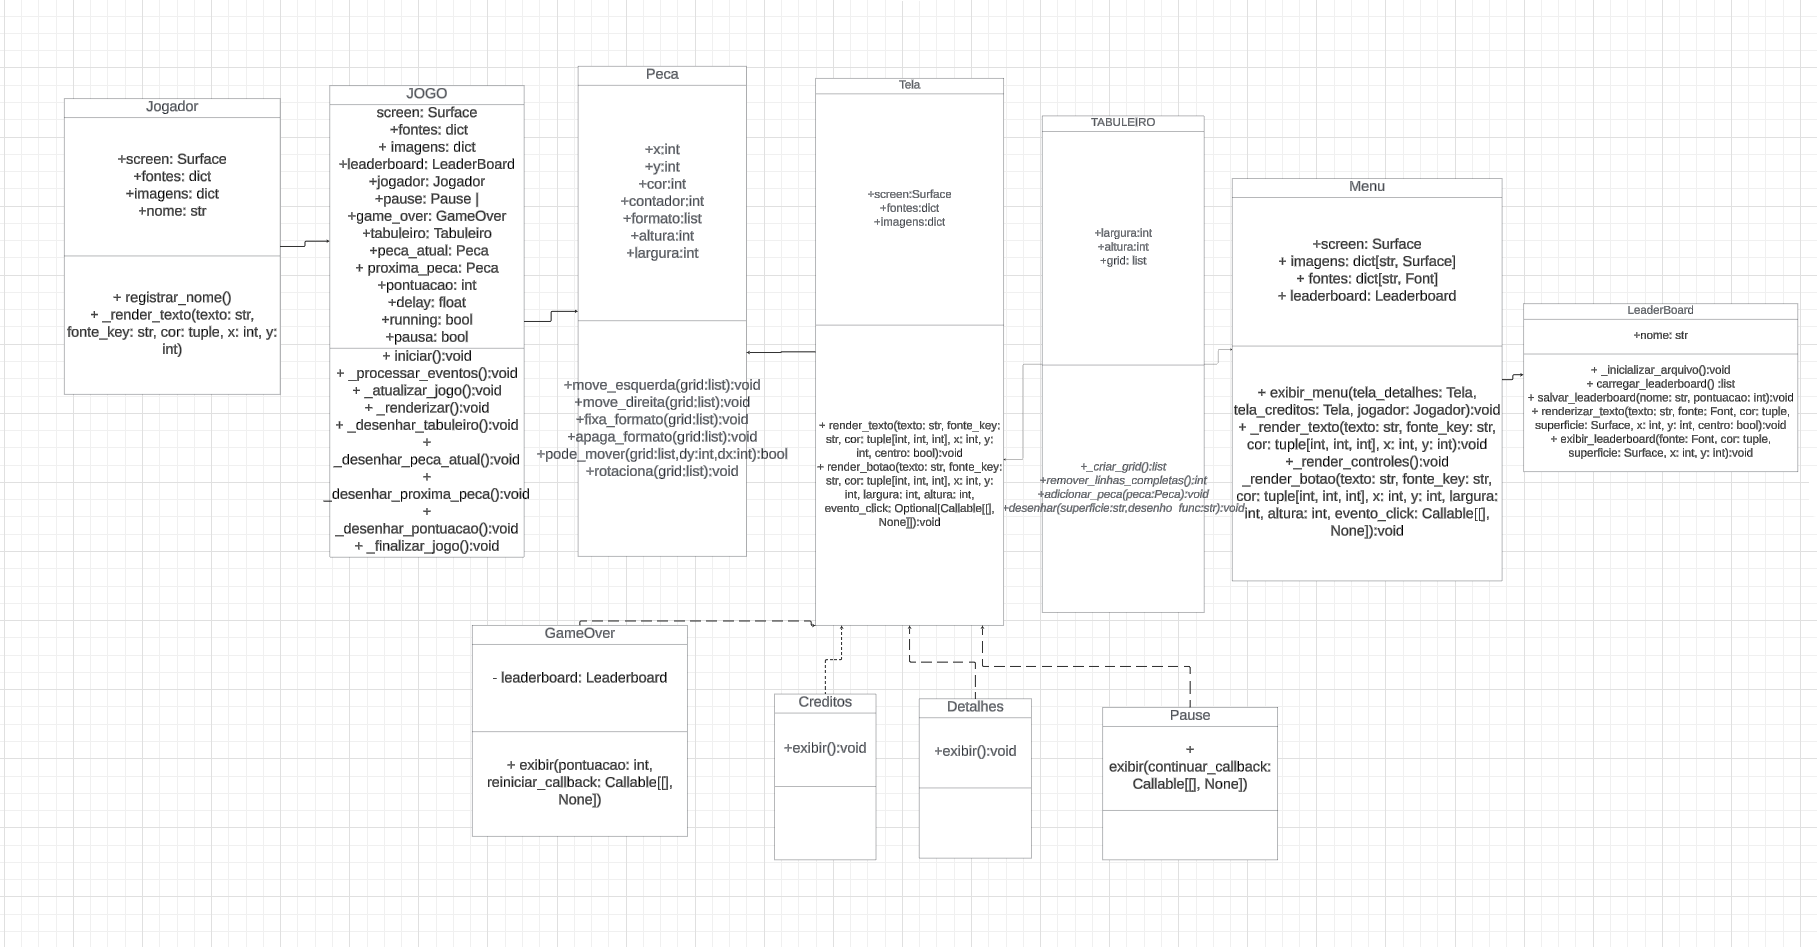 Jogador
+screen: Surface
+fontes: dict
+imagens: dict
+nome: str
+ registrar_nome()
+ _render_texto(texto: str,
fonte_key: str, cor: tuple, x: int, y:
int)
JOGO
screen: Surface
+fontes: dict
+ imagens: dict
+leaderboard: LeaderBoard
+jogador: Jogador
+pause: Pause |
+game_over: GameOver
+tabuleiro: Tabuleiro
+peca_atual: Peca
+ proxima_peca: Peca
+pontuacao: int
+delay: float
+running: bool
+pausa: bool
+ iniciar():void
+ _processar_eventos():void
+ _atualizar_jogo():void
+ _renderizar():void
+ _desenhar_tabuleiro():void
+
_desenhar_peca_atual():void
+
_desenhar_proxima_peca():void
+
_desenhar_pontuacao():void
+ _finalizar_jogo():void
Peca
+x:int
+y:int
+cor:int
+contador:int
+formato:list
+altura:int
+largura:int
+move_esquerda(grid:list):void
+move_direita(grid:list):void
+fixa_formato(grid:list):void
+apaga_formato(grid:list):void
+pode_mover(grid:list,dy:int,dx:int):bool
+rotaciona(grid:list):void
Tela
+screen:Surface
+fontes:dict
+imagens:dict
+ render_texto(texto: str, fonte_key:
str, cor: tuple[int, int, int], x: int, y:
int, centro: bool):void
+ render_botao(texto: str, fonte_key:
str, cor: tuple[int, int, int], x: int, y:
int, largura: int, altura: int,
evento_click: Optional[Callable[[],
None]]):void
TABULEIRO
+largura:int
+altura:int
+grid: list
+_criar_grid():list
+remover_linhas_completas():int
+adicionar_peca(peca:Peca):void
+desenhar(superficie:str,desenho_func:str):void
Menu
+screen: Surface
+ imagens: dict[str, Surface]
+ fontes: dict[str, Font]
+ leaderboard: Leaderboard
+ exibir_menu(tela_detalhes: Tela,
tela_creditos: Tela, jogador: Jogador):void
+ _render_texto(texto: str, fonte_key: str,
cor: tuple[int, int, int], x: int, y: int):void
+_render_controles():void
_render_botao(texto: str, fonte_key: str,
cor: tuple[int, int, int], x: int, y: int, largura:
int, altura: int, evento_click: Callable[[],
None]):void
LeaderBoard
+nome: str
+ _inicializar_arquivo():void
+ carregar_leaderboard() :list
+ salvar_leaderboard(nome: str, pontuacao: int):void
+ renderizar_texto(texto: str, fonte: Font, cor: tuple,
superficie: Surface, x: int, y: int, centro: bool):void
+ exibir_leaderboard(fonte: Font, cor: tuple,
superficie: Surface, x: int, y: int):void
GameOver
- leaderboard: Leaderboard
+ exibir(pontuacao: int,
reiniciar_callback: Callable[[],
None])
Creditos
+exibir():void
Detalhes
+exibir():void
Pause
+
exibir(continuar_callback:
Callable[[], None])